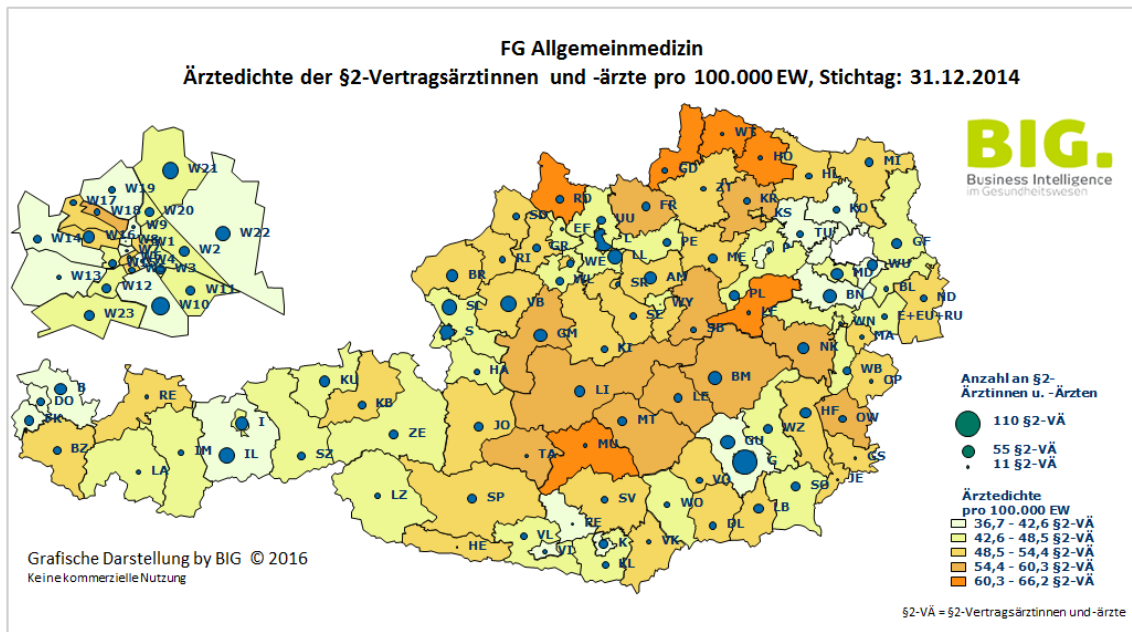 FG Allgemeinmedizin
Ärztedichte der §2-Vertragsärztinnen und -ärzte pro 100.000 EW, Stichtag: 31.12.2014
BIG.
Business Intelligence
im Gesundheitswesen
W21
W19
W17
W18
W20
W9
W14
W16
W1
W2
W22
W4
W3
W13
W12
W11
W10
W23
WT
HO
GD
MI
HL
ZT
RD
KR
KS
KO
FR
SD
EF
UU
TU
GF
L
PE
P
GR
WE
LL
ME
RI
WL
MD
WU
BR
SR
AM
BN
BL
ND
VB
PL
WY
SL
SE
LF
E+EU+RU
SB
WN
MA
S
GM
NK
KI
WB
OP
HA
KU
B
DO
BK
RE
KB
LI
BM
LE
HF
OW
I
JO
MT
GU
WZ
ZE
BZ
IM
IL
SZ
TA
MU
G
GS
LA
JE
VO
SO
LZ
SP
SV
WO
LB
DL
FE
VL
K
VK
HE
VI
KL
Anzahl an §2-
Ärztinnen u. -Ärzten
110 §2-VÄ
55 §2-VÄ
11 §2-VÄ
Ärztedichte
pro 100.000 EW
36,7 - 42,6 §2-VÄ
42,6 - 48,5 §2-VÄ
48,5 - 54,4 §2-VÄ
54,4 - 60,3 §2-VÄ
60,3 - 66,2 §2-VÄ
Grafische Darstellung by BIG © 2016
Keine kommerzielle Nutzung
§2-VÄ = §2-Vertragsärztinnen und -ärzte